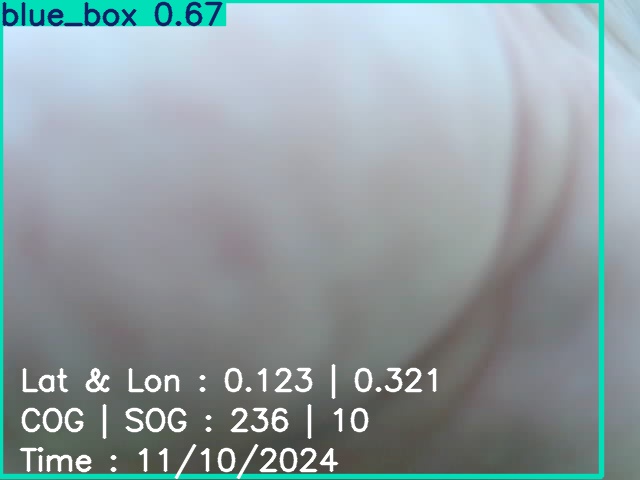 blue_box 0.67
Lat & Lon : 0.123 | 0.321
COG | SOG : 236 | 10
Time : 11/10/2024